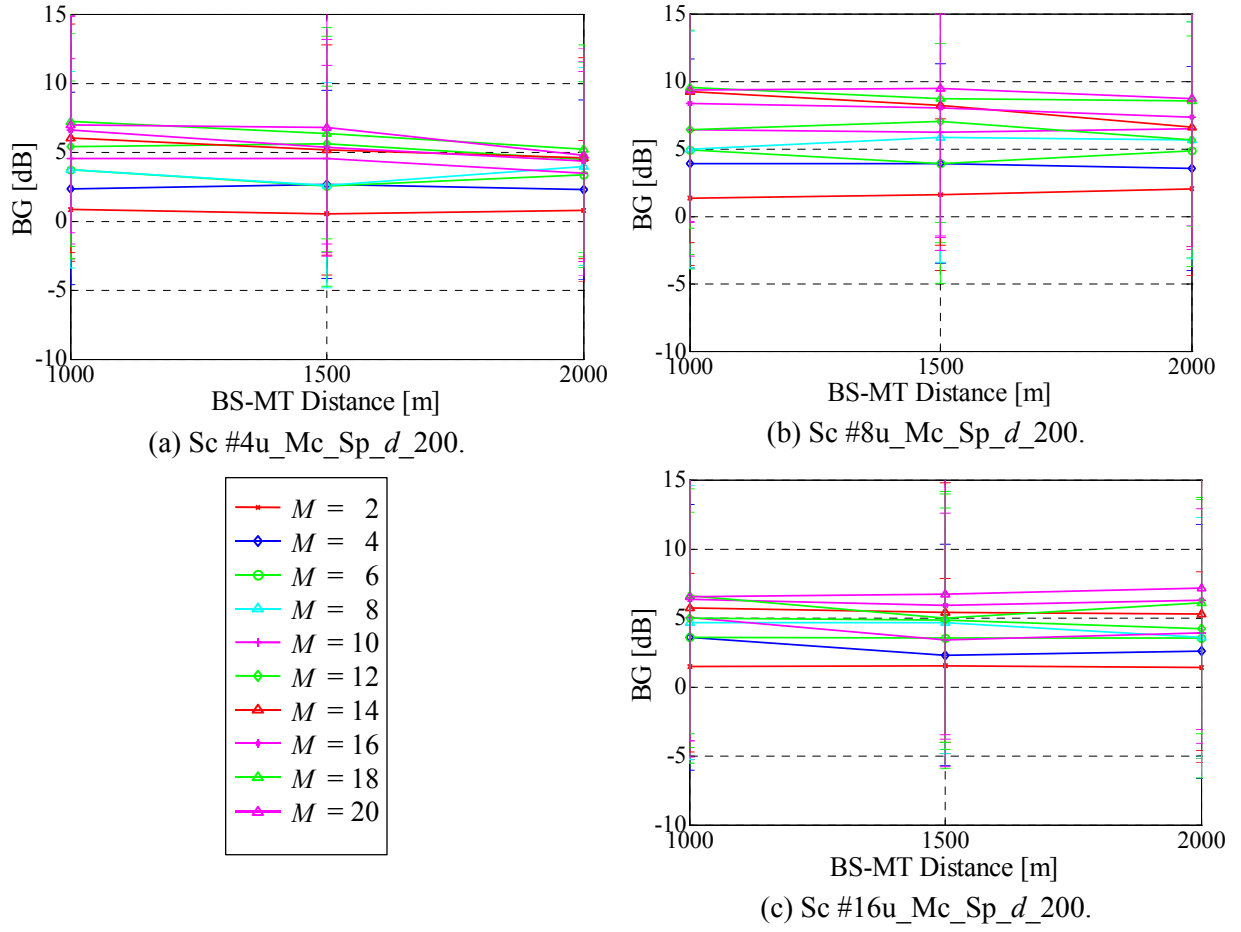 15
10
5
0
-5
-10
BG [dB]
1000 1500 2000
BS-MT Distance [m]
(a) Sc #4u_Mc_Sp_d_200.
15
10
5
0
-5
-10
BG [dB]
1000 1500 2000
BS-MT Distance [m]
(b) Sc #8u_Mc_Sp_d_200.
M = 2
M = 4
M = 6
M = 8
M = 10
M = 12
M = 14
M = 16
M = 18
M = 20
15
10
5
0
-5
-10
BG [dB]
1000 1500 2000
BS-MT Distance [m]
(c) Sc #16u_Mc_Sp_d_200.